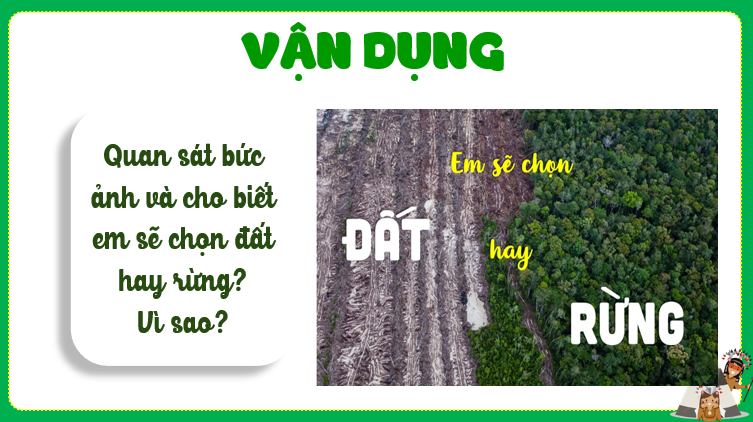 VẬN DỤNG
Quan sát bức
ảnh và cho biết
em sẽ chọn đất
hay rừng?
Vì sao?
Em sẽ chọn
ĐẤT
hay
RỪNG